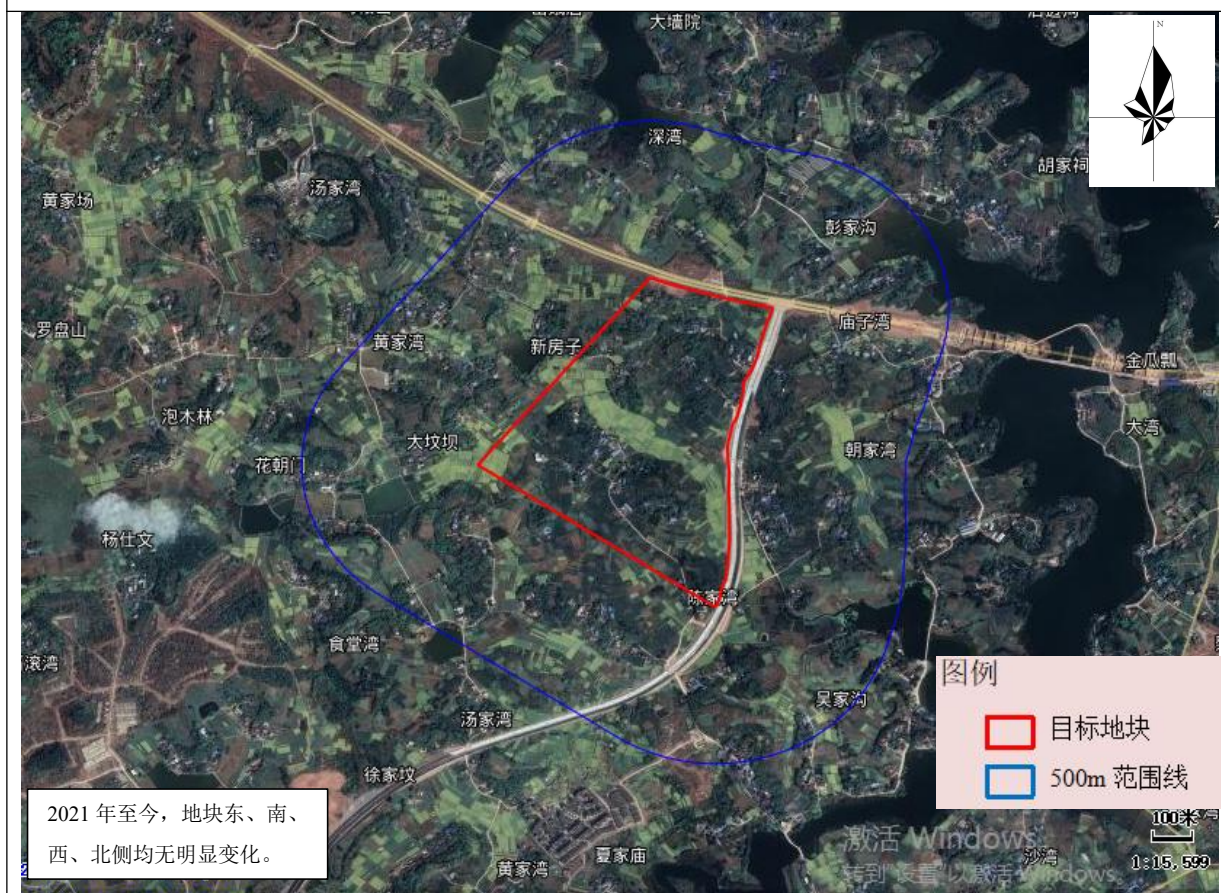 大墙院
N
深湾
胡家祠
汤家湾
黄家场
彭家沟
罗盘山
黄家湾
新房子
庙子湾
金瓜瓢
泡木林
大坟坝
大湾
花朝门
朝家湾
杨仕文
陈家湾
食堂湾
滚湾
图例
目标地块
500m 范围线
吴家沟
汤家湾
徐家坟
100米
1:15,599
2021 年至今，地块东、南、
西、北侧均无明显变化。
黄家湾
夏家庙
沙湾
激活 Windows
转到"设置"以激活 Windows。